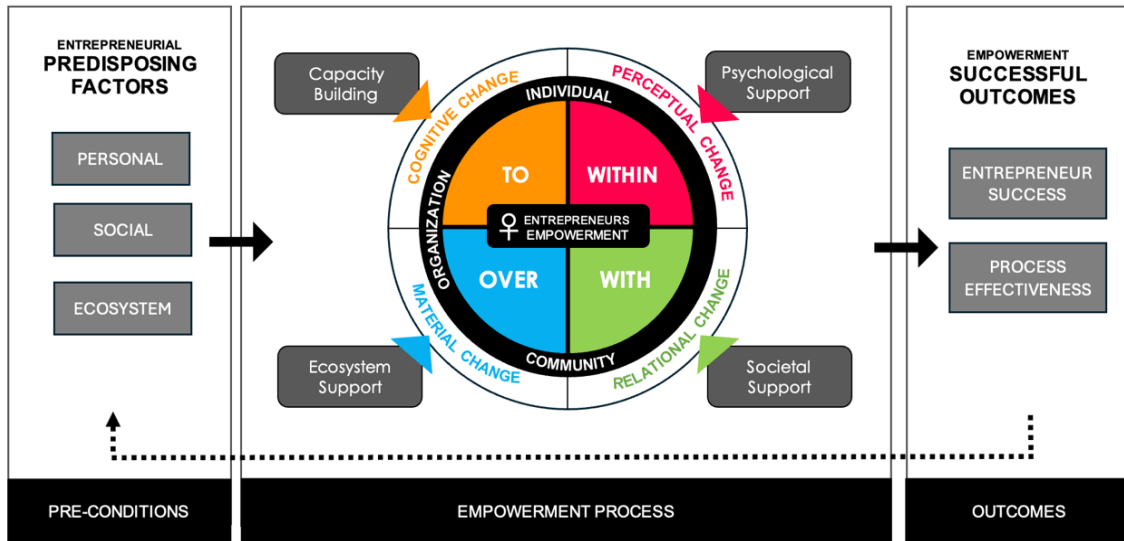 ENTREPRENEURIAL
PREDISPOSING
FACTORS
PERSONAL
SOCIAL
ECOSYSTEM
PRE-CONDITIONS
Capacity
Building
Psychological
Support
COGNITIVE CHANGE
PERCEPTUAL CHANGE
INDIVIDUAL
ORGANIZATION
TO
WITHIN
ENTREPRENEURS
EMPOWERMENT
OVER
WITH
COMMUNITY
MATERIAL CHANGE
RELATIONAL CHANGE
Ecosystem
Support
Societal
Support
EMPOWERMENT PROCESS
EMPOWERMENT
SUCCESSFUL
OUTCOMES
ENTREPRENEUR
SUCCESS
PROCESS
EFFECTIVENESS
OUTCOMES